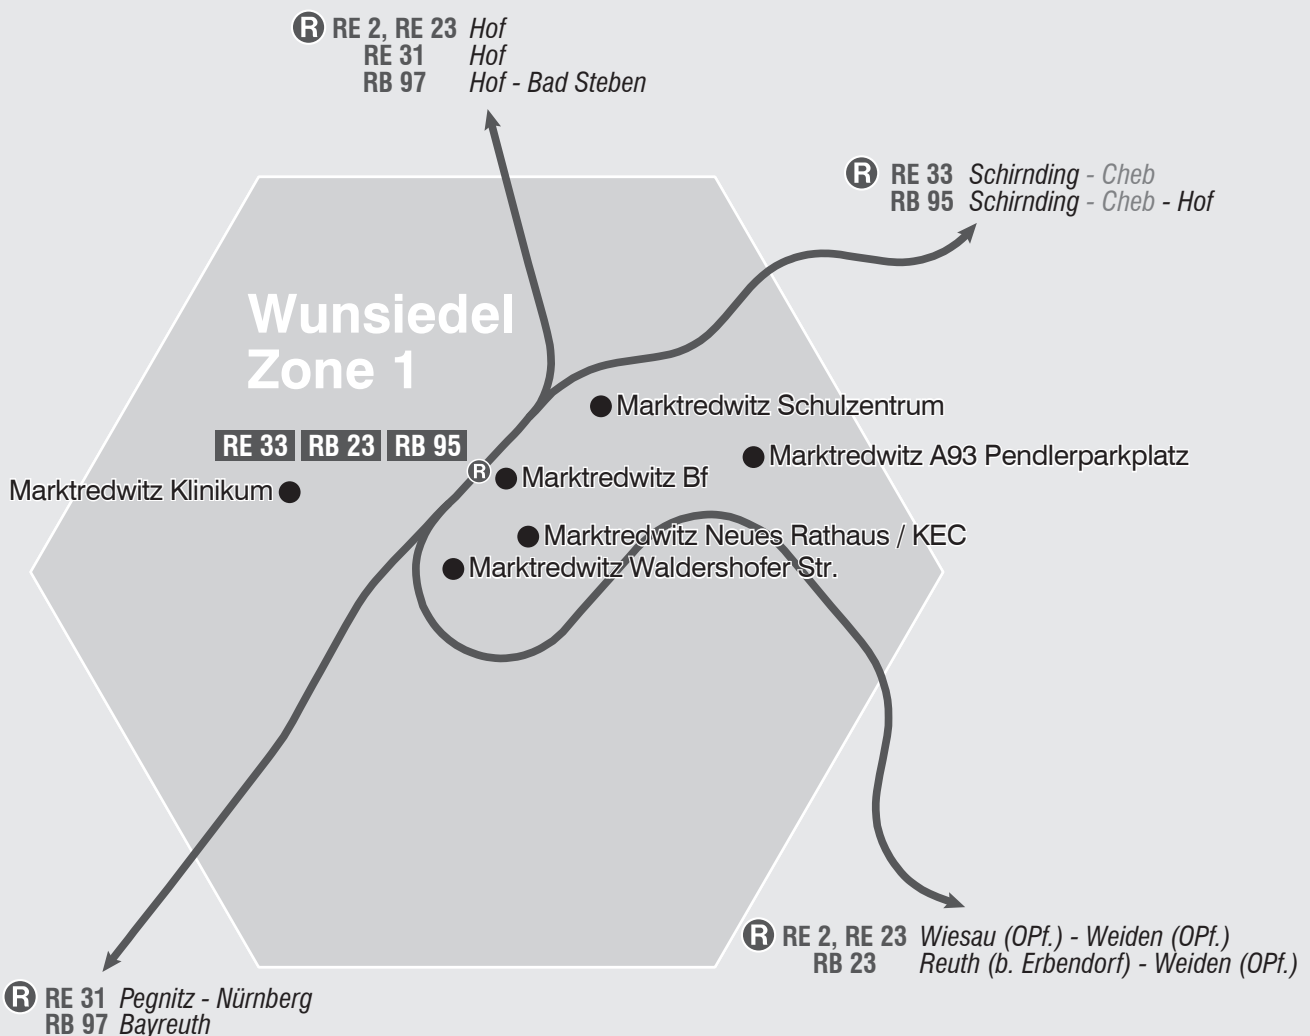 R RE 2, RE 23 Hof
RE 31 Hof
RB 97 Hof - Bad Steben
R RE 33 Schirnding - Cheb
RB 95 Schirnding - Cheb - Hof
Wunsiedel
Zone 1
Marktredwitz Schulzentrum
RE 33 RB 23 RB 95
Marktredwitz A93 Pendlerparkplatz
R Marktredwitz Bf
Marktredwitz Klinikum
Marktredwitz Neues Rathaus / KEC
Marktredwitz Waldershofer Str.
R RE 2, RE 23 Wiesau (OPf.) - Weiden (OPf.)
RB 23 Reuth (b. Erbendorf) - Weiden (OPf.)
R RE 31 Pegnitz - Nürnberg
RB 97 Bayreuth